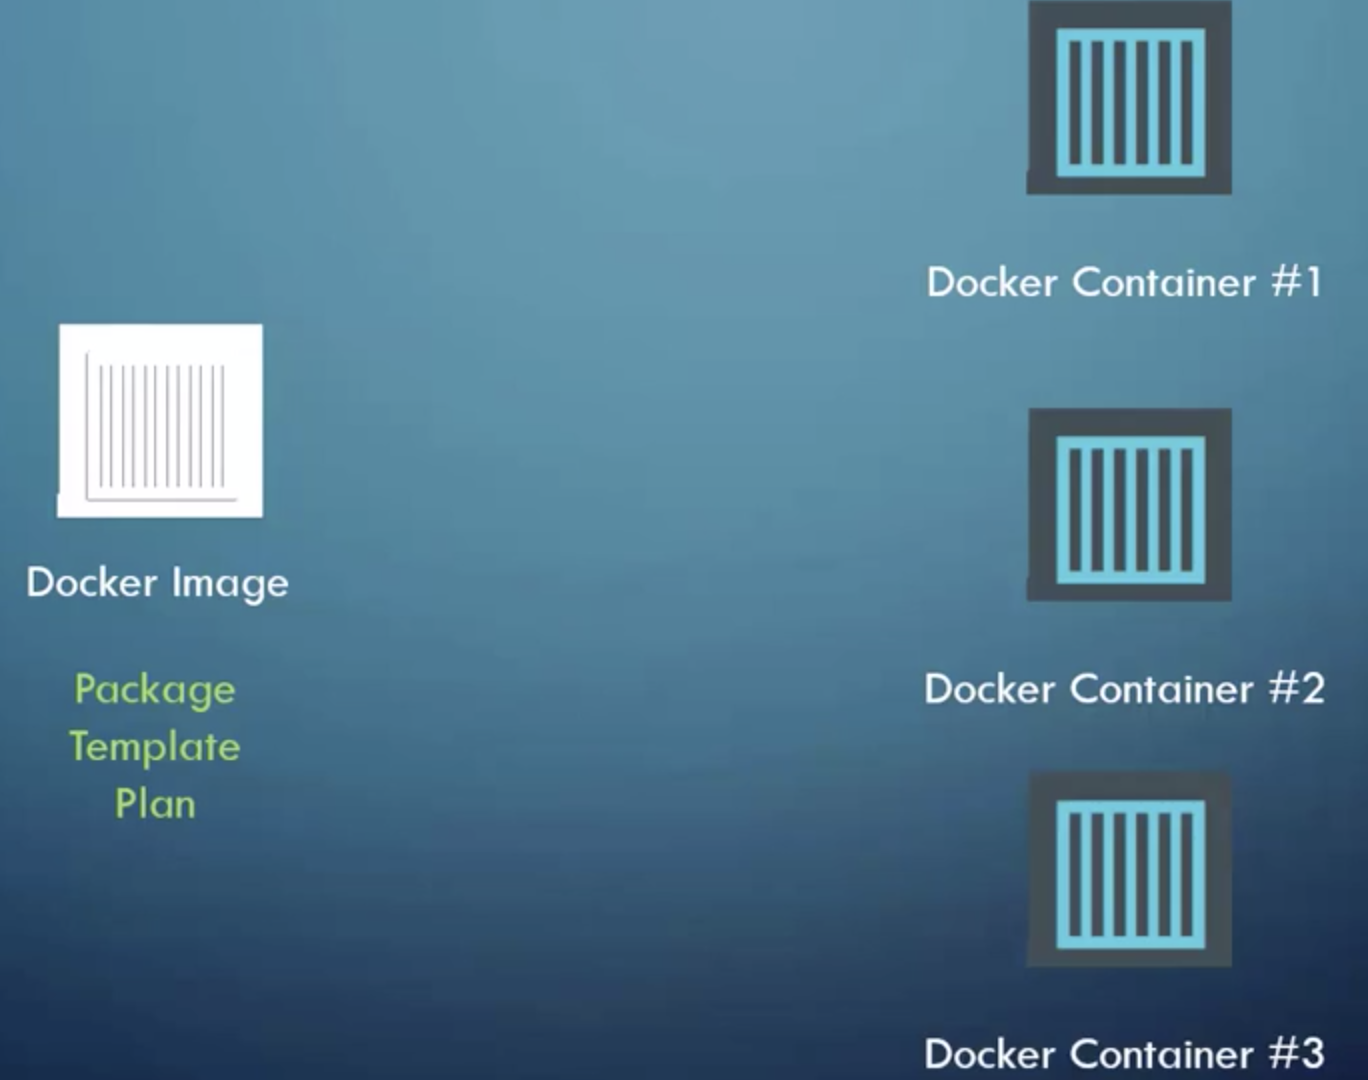 Docker Image
Package
Template
Plan
Docker Container #1
Docker Container #2
Docker Container #3